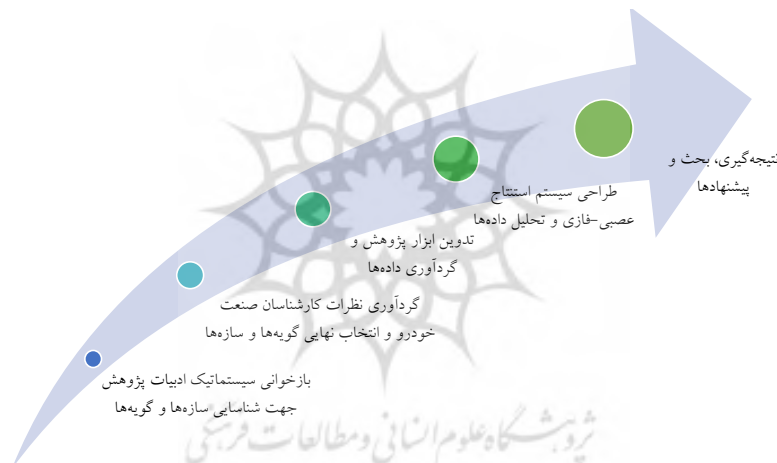 نتیجه‌گیری، بحث و
پیشنهادها
طراحی سیستم استنتاج
عصبی-فازی و تحلیل داده‌ها
تدوین ابزار پژوهش و
گردآوری داده‌ها
گردآوری نظرات کارشناسان صنعت
خودرو و انتخاب نهایی گویه‌ها و سازه‌ها
بازخوانی سیستماتیک ادبیات پژوهش
جهت شناسایی سازه‌ها و گویه‌ها
پژوهشگاه علوم انسانی و مطالعات فرهنگی